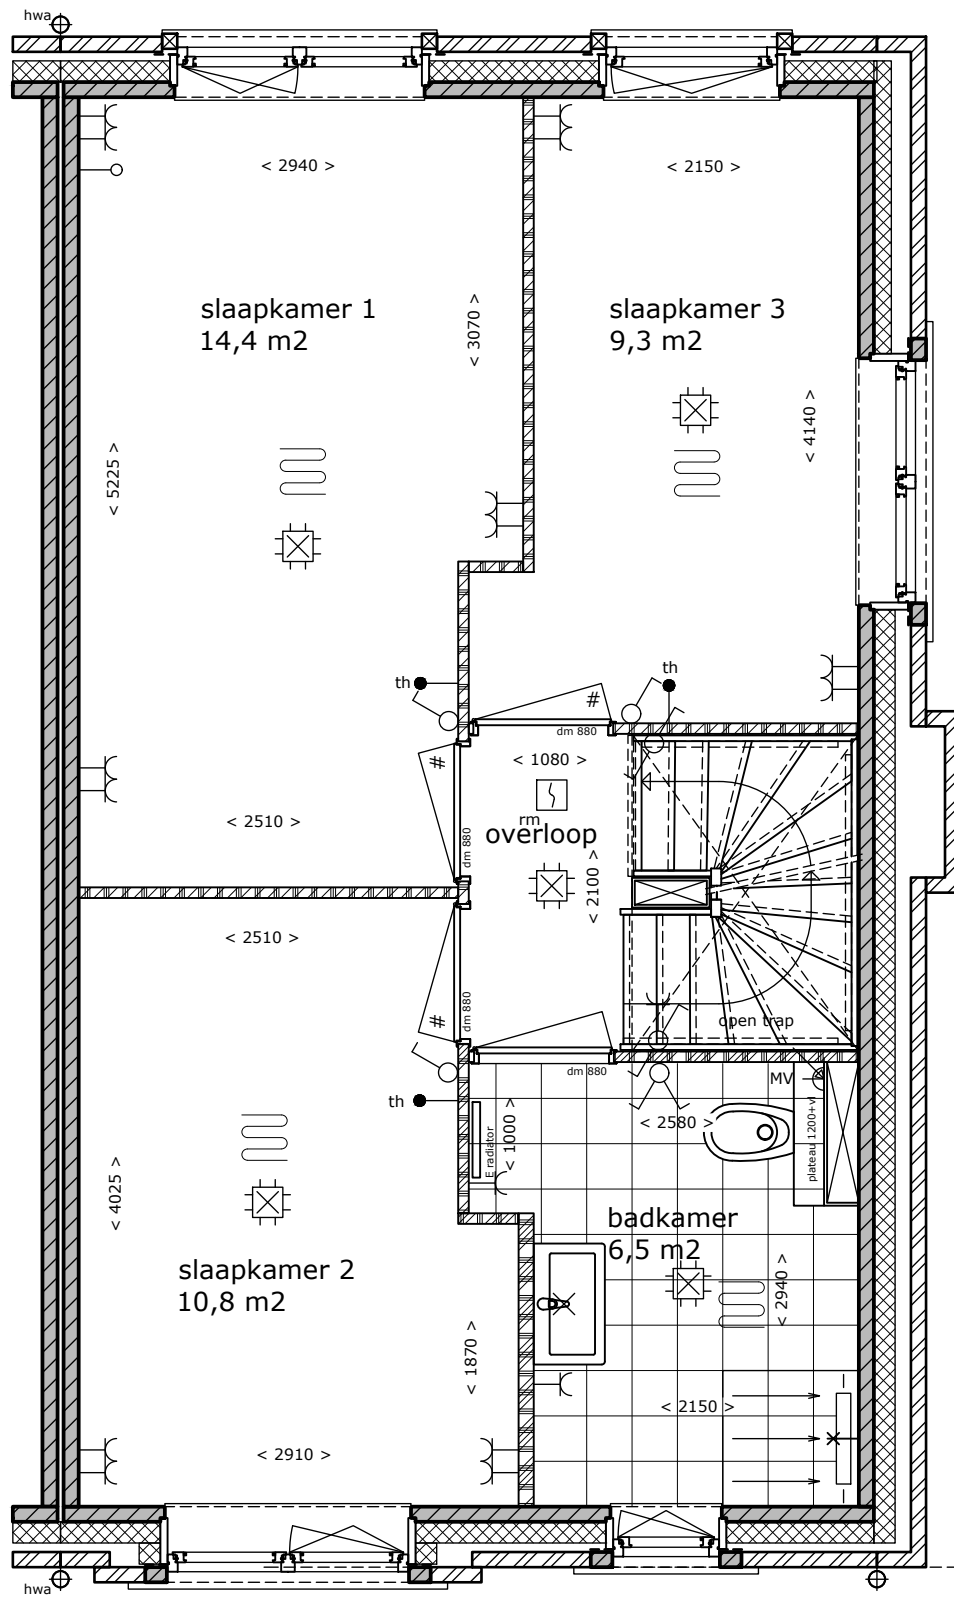 hwa
< 2940 >
< 2150 >
slaapkamer 1
14,4 m2
< 3070 >
slaapkamer 3
9,3 m2
< 4140 >
< 5225 >
th
th
#
dm 880
#
< 1080 >
rm
overloop
< 2510 >
dm 880
< 2100 >
< 2510 >
dm 880
#
open trap
dm 880
MV
th
< 2580 >
E radiator
< 1000 >
plateau 1200+vl
< 4025 >
badkamer
6,5 m2
slaapkamer 2
10,8 m2
< 2940 >
< 1870 >
< 2150 >
< 2910 >
hwa